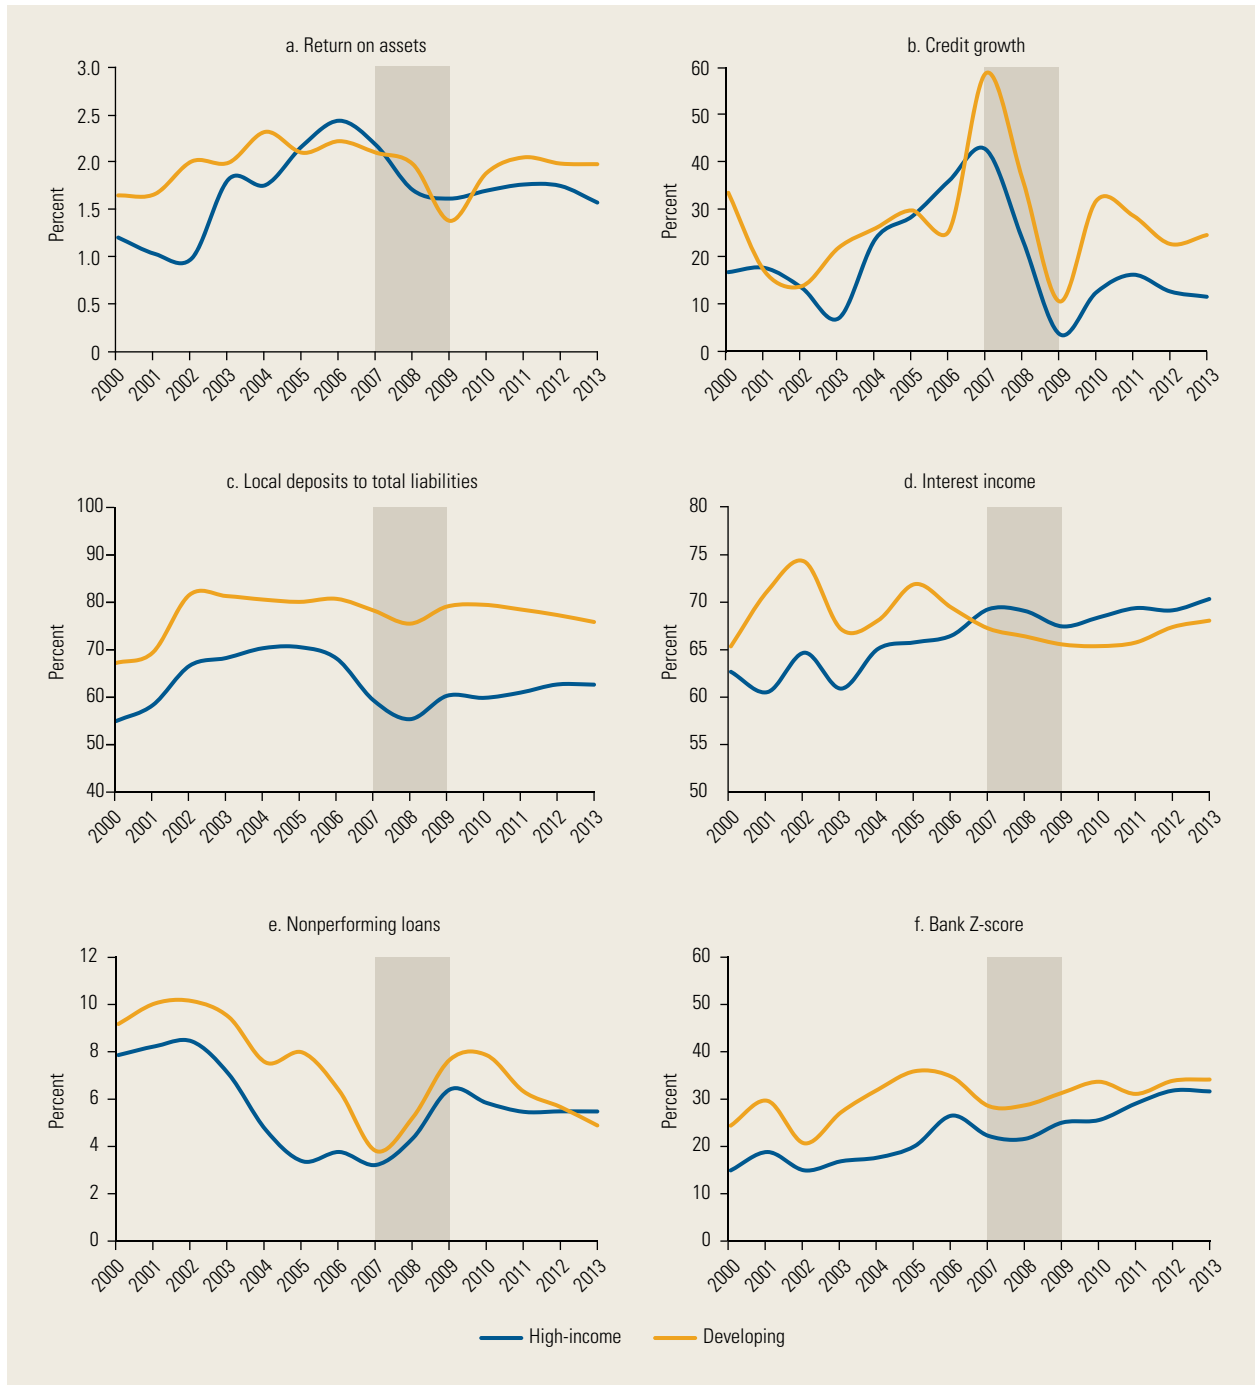 a. Return on assets
Percent
3.0
2.5
2.0
1.5
1.0
0.5
0
2000 2001 2002 2003 2004 2005 2006 2007 2008 2009 2010 2011 2012 2013
b. Credit growth
Percent
60
50
40
30
20
10
0
2000 2001 2002 2003 2004 2005 2006 2007 2008 2009 2010 2011 2012 2013
c. Local deposits to total liabilities
Percent
100
90
80
70
60
50
40
2000 2001 2002 2003 2004 2005 2006 2007 2008 2009 2010 2011 2012 2013
d. Interest income
Percent
80
75
70
65
60
55
50
2000 2001 2002 2003 2004 2005 2006 2007 2008 2009 2010 2011 2012 2013
e. Nonperforming loans
Percent
12
10
8
6
4
2
0
2000 2001 2002 2003 2004 2005 2006 2007 2008 2009 2010 2011 2012 2013
f. Bank Z-score
Percent
60
50
40
30
20
10
0
2000 2001 2002 2003 2004 2005 2006 2007 2008 2009 2010 2011 2012 2013
High-income Developing